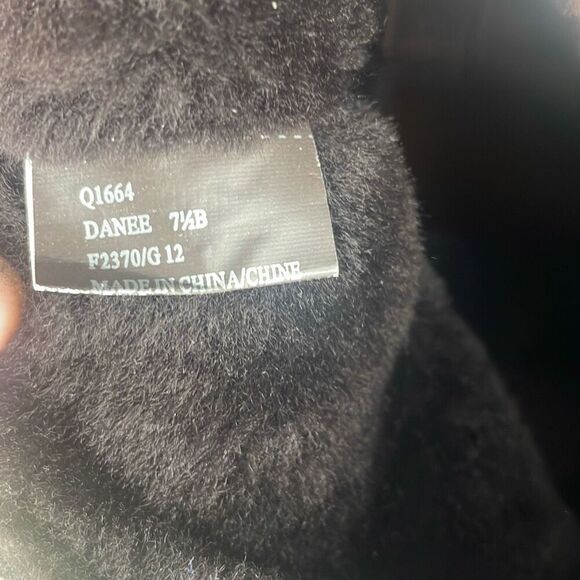 Q1664
DANEE 7½B
F2370/G 12
MADE IN CHINA/CHINE